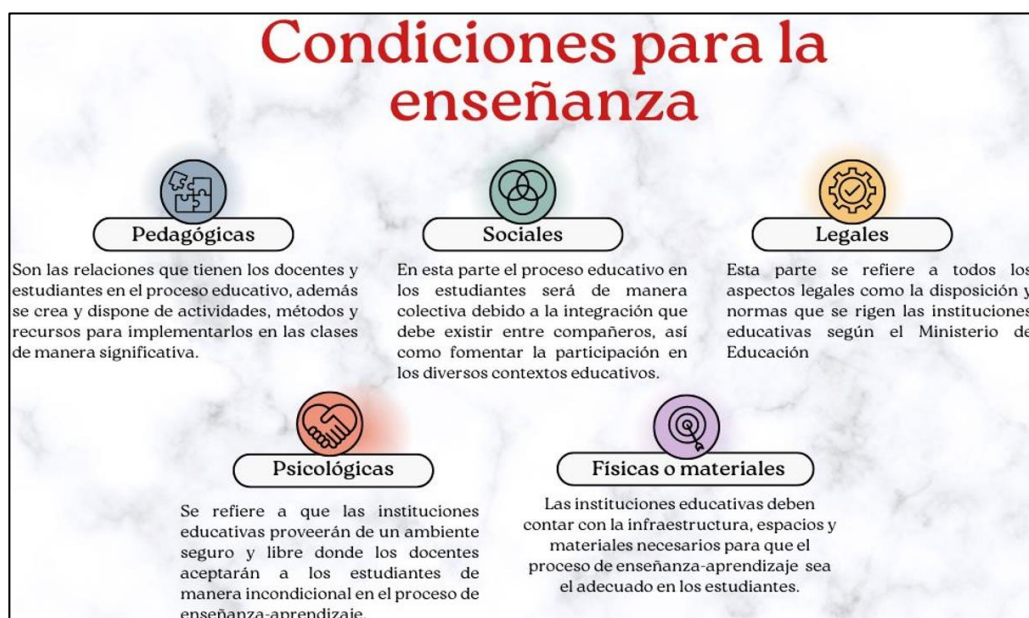 Condiciones para la
enseñanza
Pedagógicas
Son las relaciones que tienen los docentes y
estudiantes en el proceso educativo, además
se crea y dispone de actividades, métodos y
recursos para implementarlos en las clases
de manera significativa.
Sociales
En esta parte el proceso educativo en
los estudiantes será de manera
colectiva debido a la integración que
debe existir entre compañeros, así
como fomentar la participación en
los diversos contextos educativos.
Legales
Esta parte se refiere a todos los
aspectos legales como la disposición y
normas que se rigen las instituciones
educativas según el Ministerio de
Educación
Psicológicas
Se refiere a que las instituciones
educativas proveerán de un ambiente
seguro y libre donde los docentes
aceptarán a los estudiantes de
manera incondicional en el proceso de
enseñanza-aprendizaje.
Físicas o materiales
Las instituciones educativas deben
contar con la infraestructura, espacios y
materiales necesarios para que el
proceso de enseñanza-aprendizaje sea
el adecuado en los estudiantes.